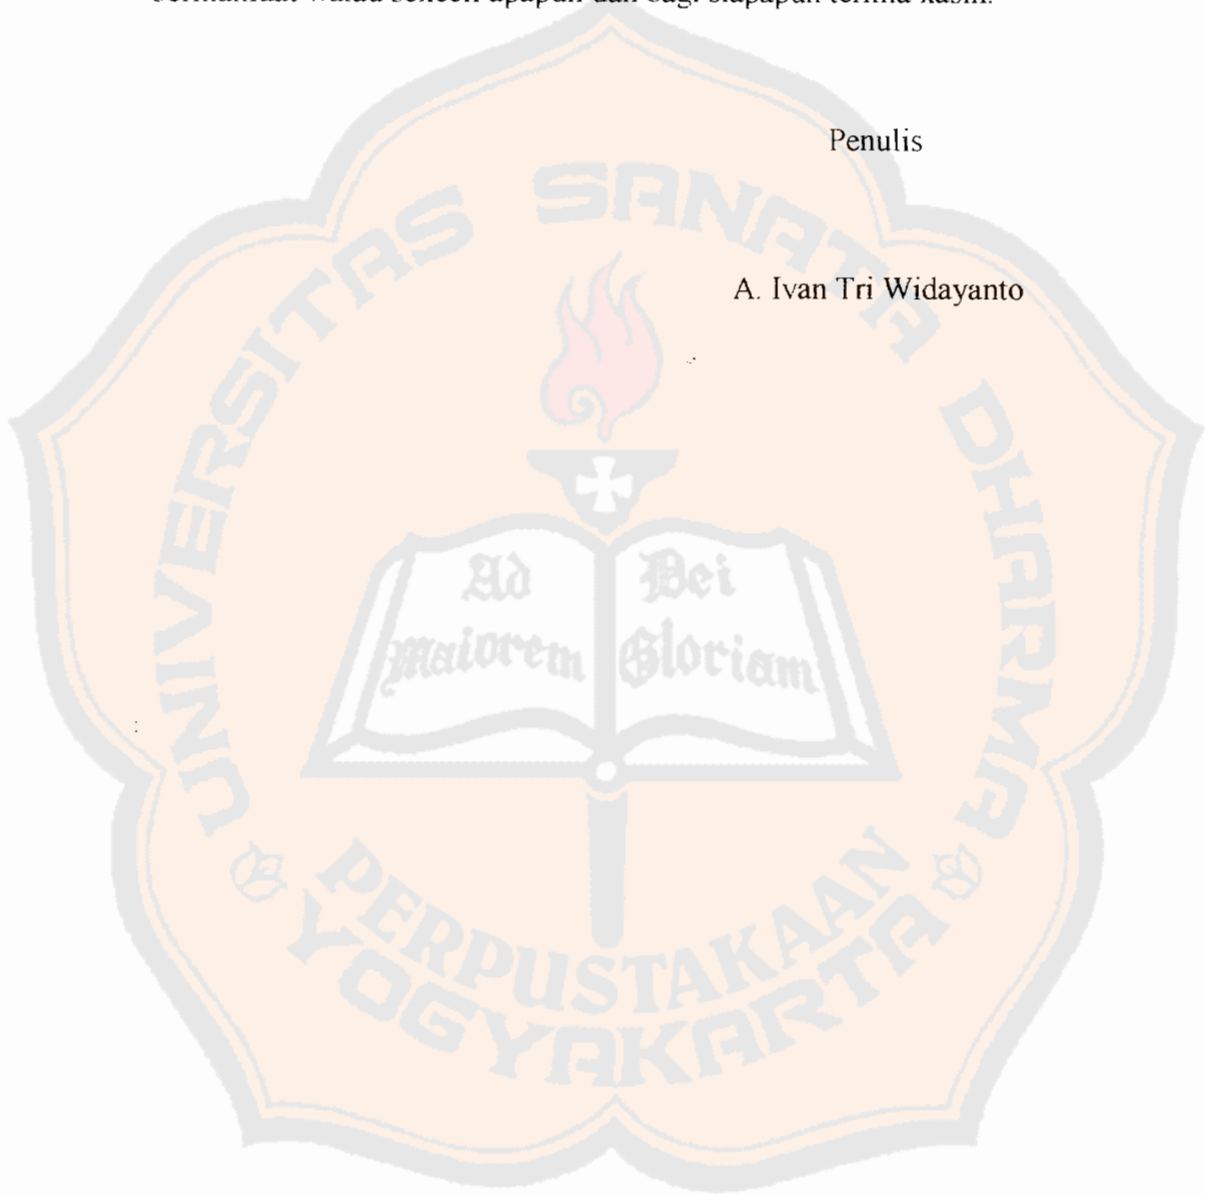 bermanfaat walau sekecil apapun dan bagi siapapun terima kasih.
Penulis
A. Ivan Tri Widayanto
UNIVERSITAS SANATA DHARMA
Ad
Dei
Maiorem
Gloriam
PERPUSTAKAAN
YOGYAKARTA